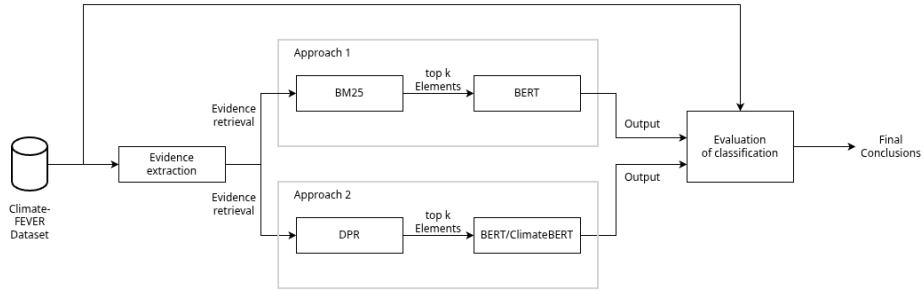 Approach 1
BM25
top k
Elements
BERT
Evidence
retrieval
Output
Climate-
FEVER
Dataset
Evidence
extraction
Evaluation
of classification
Final
Conclusions
Evidence
retrieval
Output
Approach 2
DPR
top k
Elements
BERT/ClimateBERT